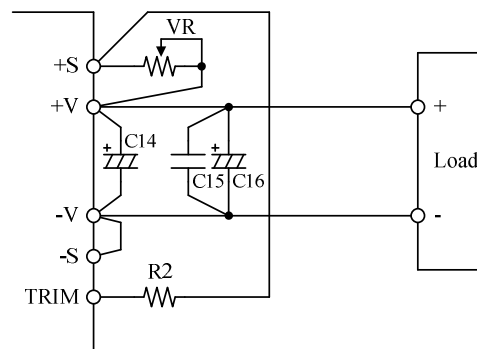 VR
+S
+V
+
C14
+
C15
C16
+
Load
-V
-
-S
R2
TRIM